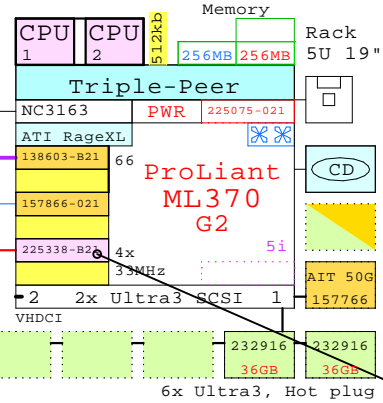 Memory
CPU 1
CPU 2
512kb
256MB
256MB
Rack
5U 19"
Triple-Peer
NC3163
PWR
225075-021
ATI RageXL
138603-B21
66
ProLiant
ML370
G2
CD
157866-021
225338-B21
4x
33MHz
5i
AIT 50G
157766
2
2x Ultra3 SCSI
1
VHDCI
232916
36GB
232916
36GB
6x Ultra3, Hot plug